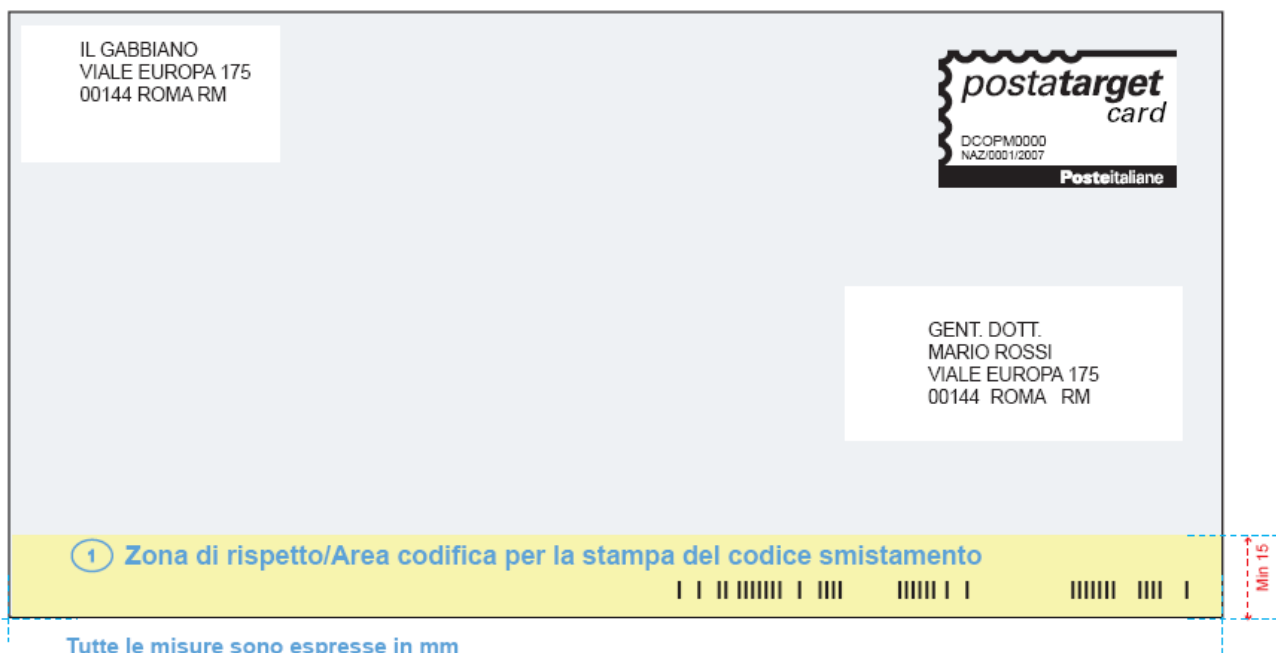 IL GABBIANO
VIALE EUROPA 175
00144 ROMA RM
postatarget
card
DCOPM0000
NAZ/0001/2007
Posteitaliane
GENT. DOTT.
MARIO ROSSI
VIALE EUROPA 175
00144 ROMA RM
1 Zona di rispetto/Area codifica per la stampa del codice smistamento
Min 15
Tutte le misure sono espresse in mm